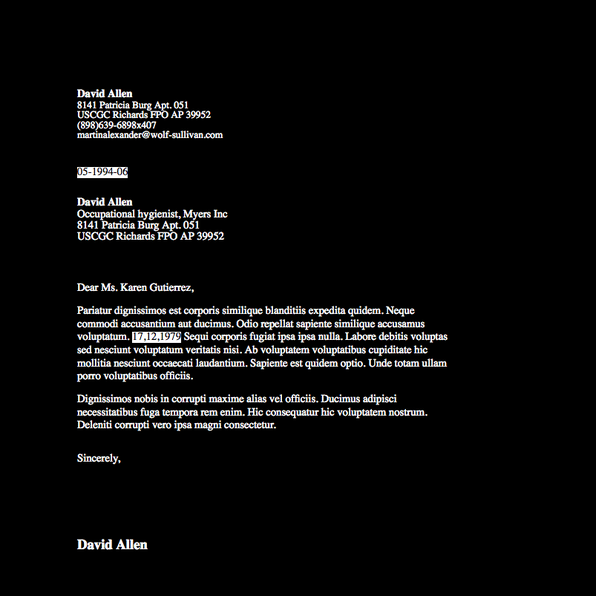 David Allen
8141 Patricia Burg Apt. 051
USCGC Richards FPO AP 39952
(898)639-6898x407
martinalexander@wolf-sullivan.com
05-1994-06
David Allen
Occupational hygienist, Myers Inc
8141 Patricia Burg Apt. 051
USCGC Richards FPO AP 39952
Dear Ms. Karen Gutierrez,
Pariatur dignissimos est corporis similique blanditiis expedita quidem. Neque
commodi accusantium aut ducimus. Odio repellat sapiente similique accusamus
voluptatum. 17.12.1979 Sequi corporis fugiat ipsa ipsa nulla. Labore debitis voluptas
sed nesciunt voluptatum veritatis nisi. Ab voluptatem voluptatibus cupiditate hic
mollitia nesciunt occaecati laudantium. Sapiente est quidem optio. Unde totam ullam
porro voluptatibus officiis.
Dignissimos nobis in corrupti maxime alias vel officiis. Ducimus adipisci
necessitatibus fuga tempora rem enim. Hic consequatur hic voluptatem nostrum.
Deleniti corrupti vero ipsa magni consectetur.
Sincerely,
David Allen